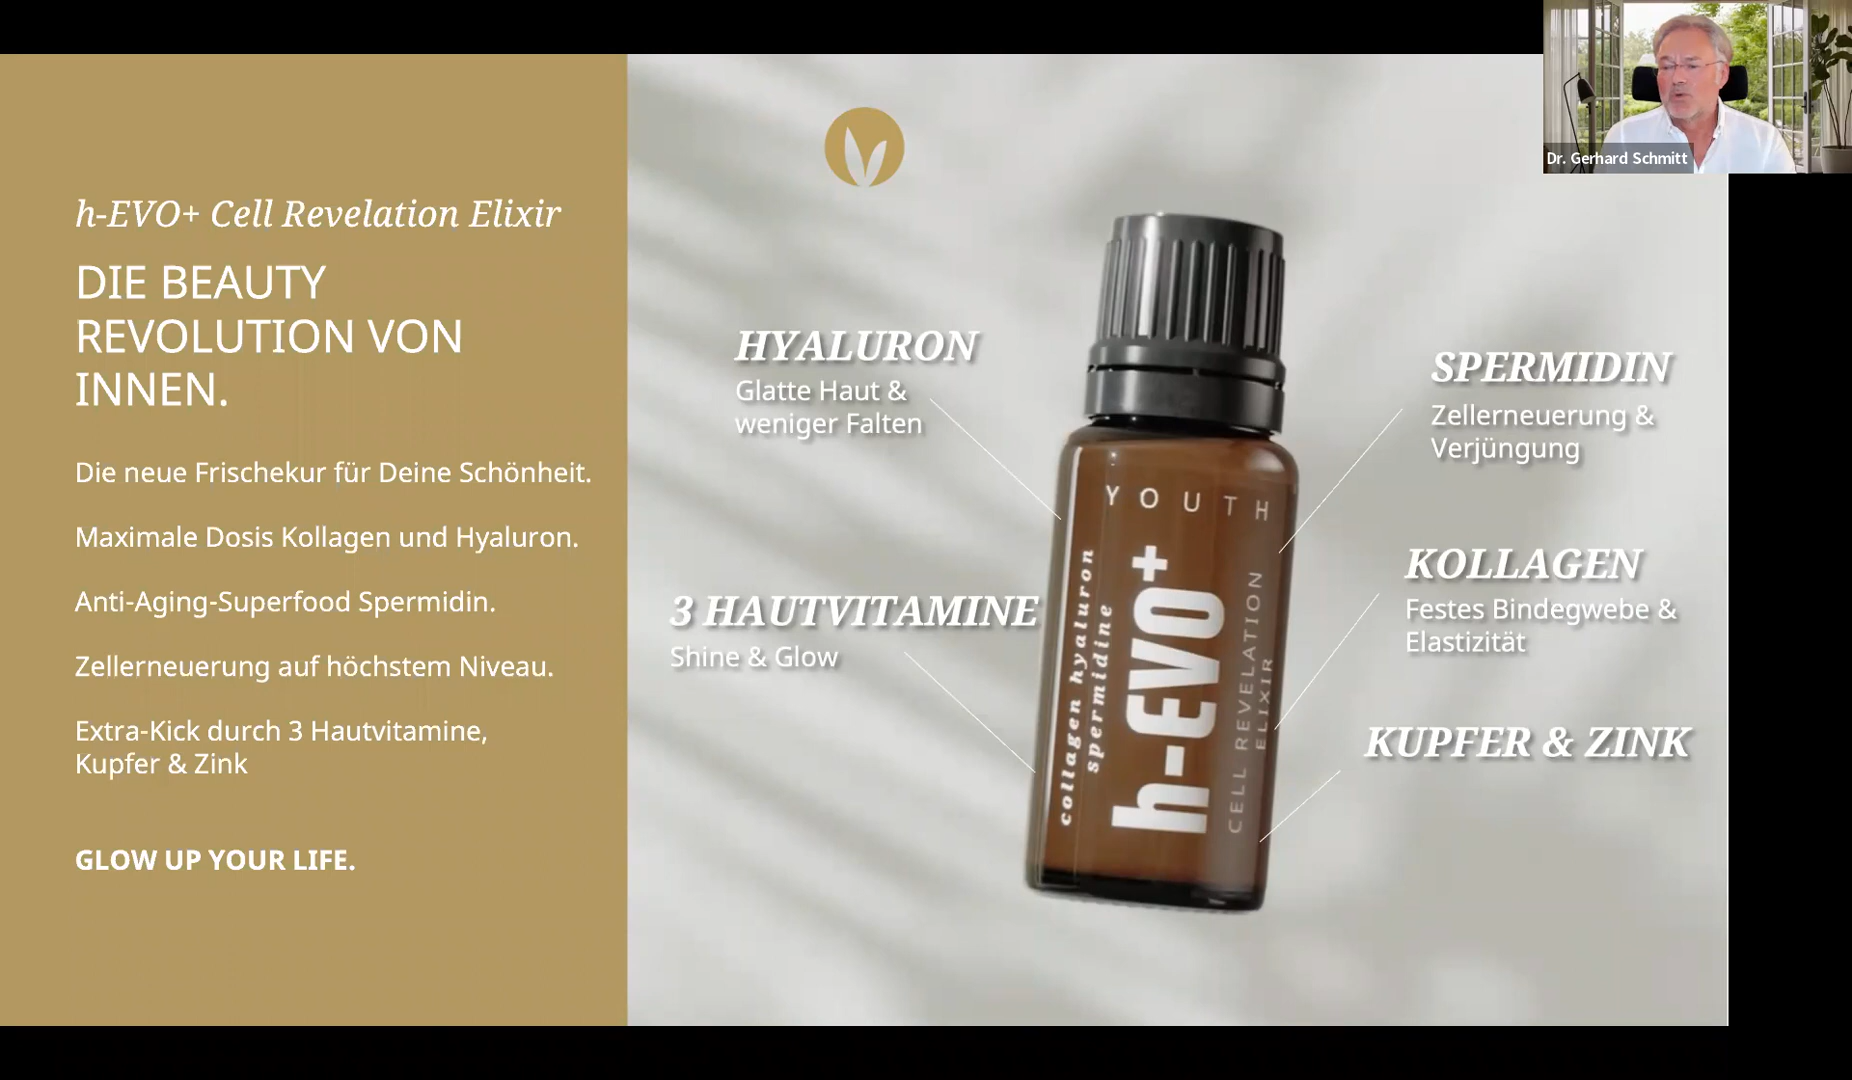 Dr. Gerhard Schmitt
h-EVO+ Cell Revelation Elixir
DIE BEAUTY
REVOLUTION VON
INNEN.
Die neue Frischekur für Deine Schönheit.
Maximale Dosis Kollagen und Hyaluron.
Anti-Aging-Superfood Spermidin.
Zellerneuerung auf höchstem Niveau.
Extra-Kick durch 3 Hautvitamine,
Kupfer & Zink
GLOW UP YOUR LIFE.
HYALURON
Glatte Haut &
weniger Falten
3 HAUTVITAMINE
Shine & Glow
YOUTH
collagen hyaluron
spermidine
h-EVO+
CELL REVELATION
ELIXIR
SPERMIDIN
Zellerneuerung &
Verjüngung
KOLLAGEN
Festes Bindegwebe &
Elastizität
KUPFER & ZINK